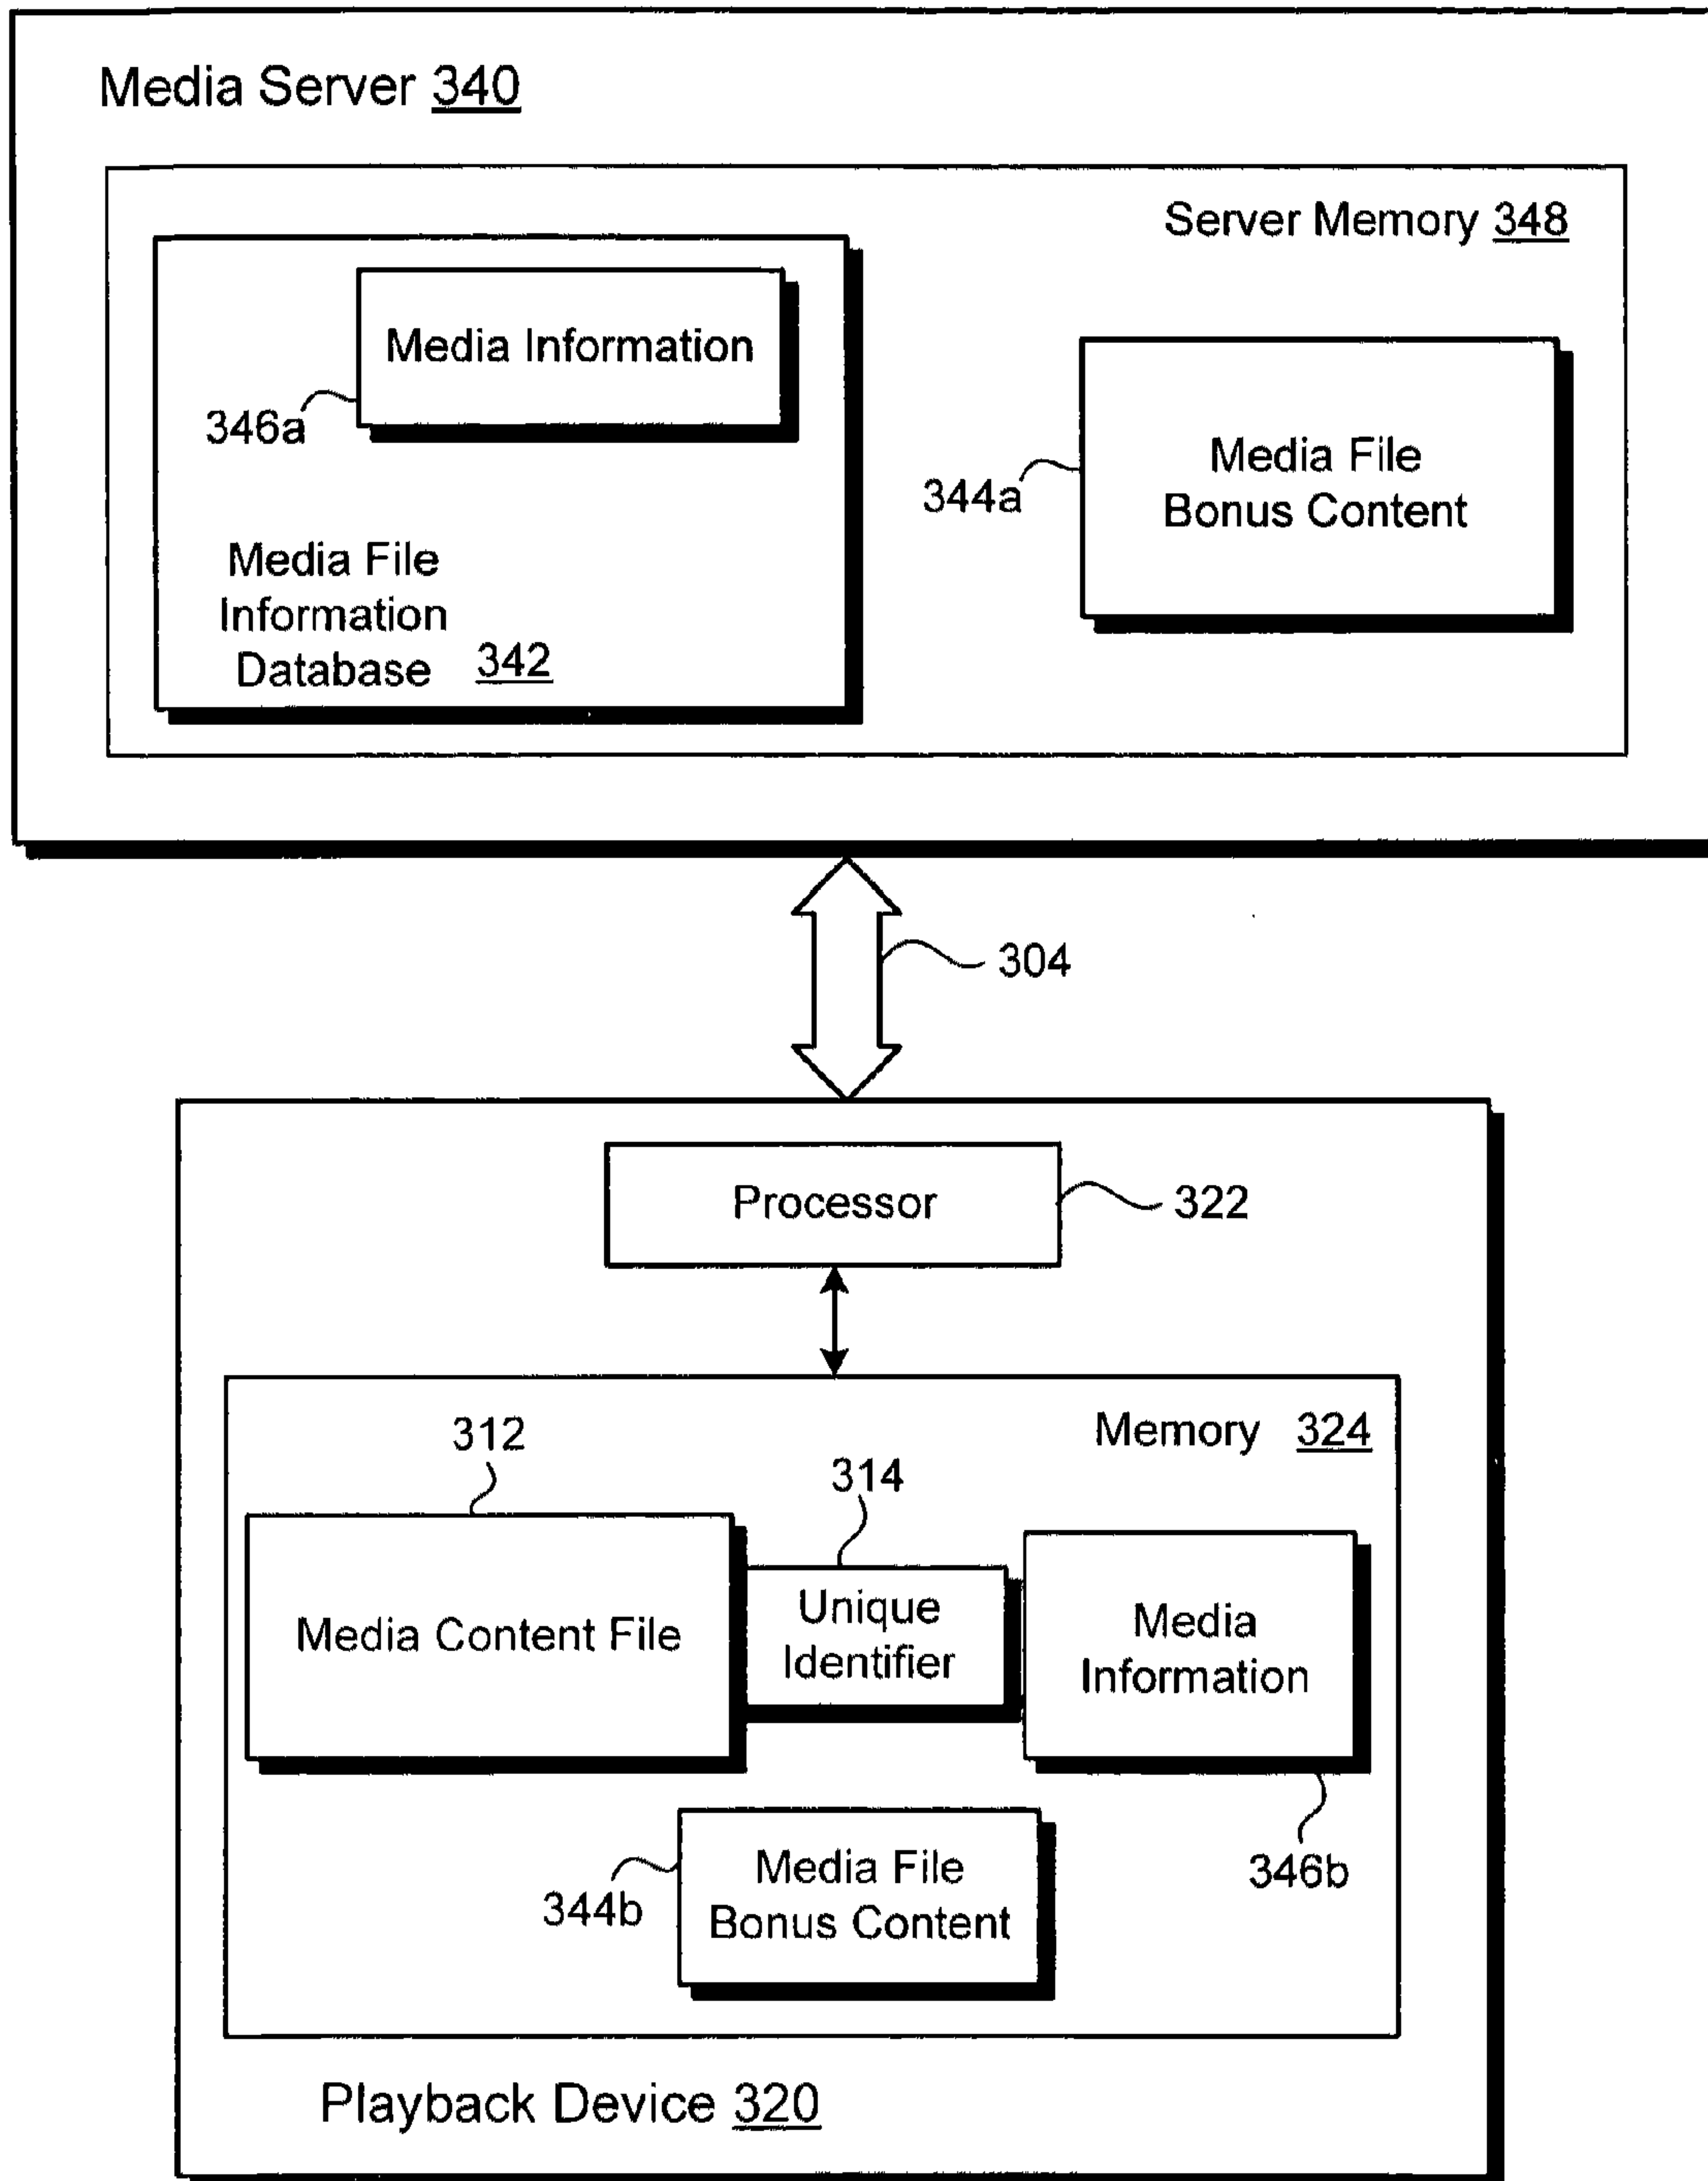 Media Server 340
Server Memory 348
Media Information
346a
Media File
Bonus Content
344a
Media File
Information
Database 342
304
Processor
322
Memory 324
312
314
Media Content File
Unique
Identifier
Media
Information
346b
Media File
Bonus Content
344b
Playback Device 320